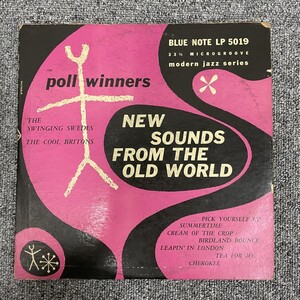 BLUE NOTE LP 5019
33⅓ MICROGROOVE
modern jazz series
poll winners
THE
SWINGING SWEDES
THE COOL BRITONS
NEW
SOUNDS
FROM THE
OLD WORLD
PICK YOURSELF UP
SUMMERTIME
CREAM OF THE CROP
BIRDLAND BOUNCE
LEAPIN' IN LONDON
TEA FOR ME
CHEROKEE